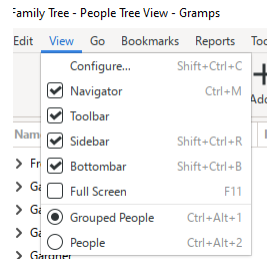 Family Tree - People Tree View - Gramps
Edit View Go Bookmarks Reports
Configure... Shift+Ctrl+C
Navigator Ctrl+M
Toolbar
Sidebar Shift+Ctrl+R
Bottombar Shift+Ctrl+B
Full Screen F11
Grouped People Ctrl+Alt+1
People Ctrl+Alt+2
Gardner